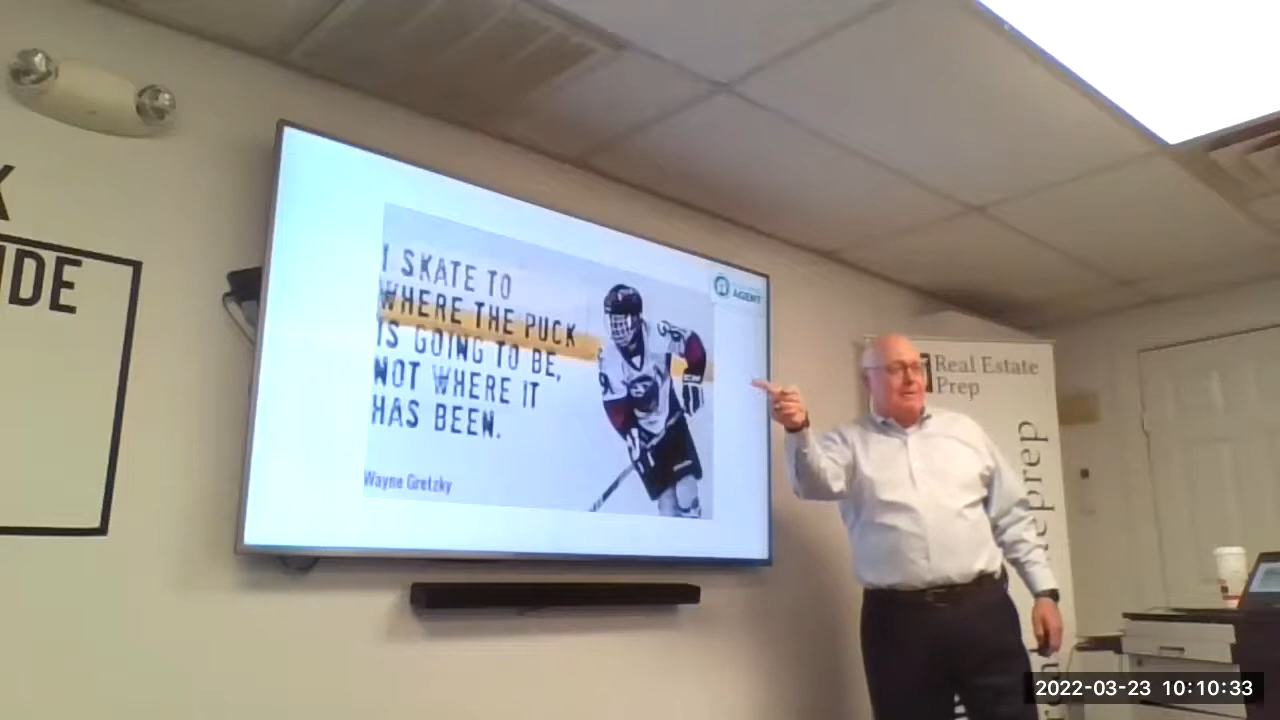 IDE
I SKATE TO
WHERE THE PUCK
IS GOING TO BE,
NOT WHERE IT
HAS BEEN.
Wayne Gretzky
AGENT
Real Estate
Prep
2022-03-23 10:10:33